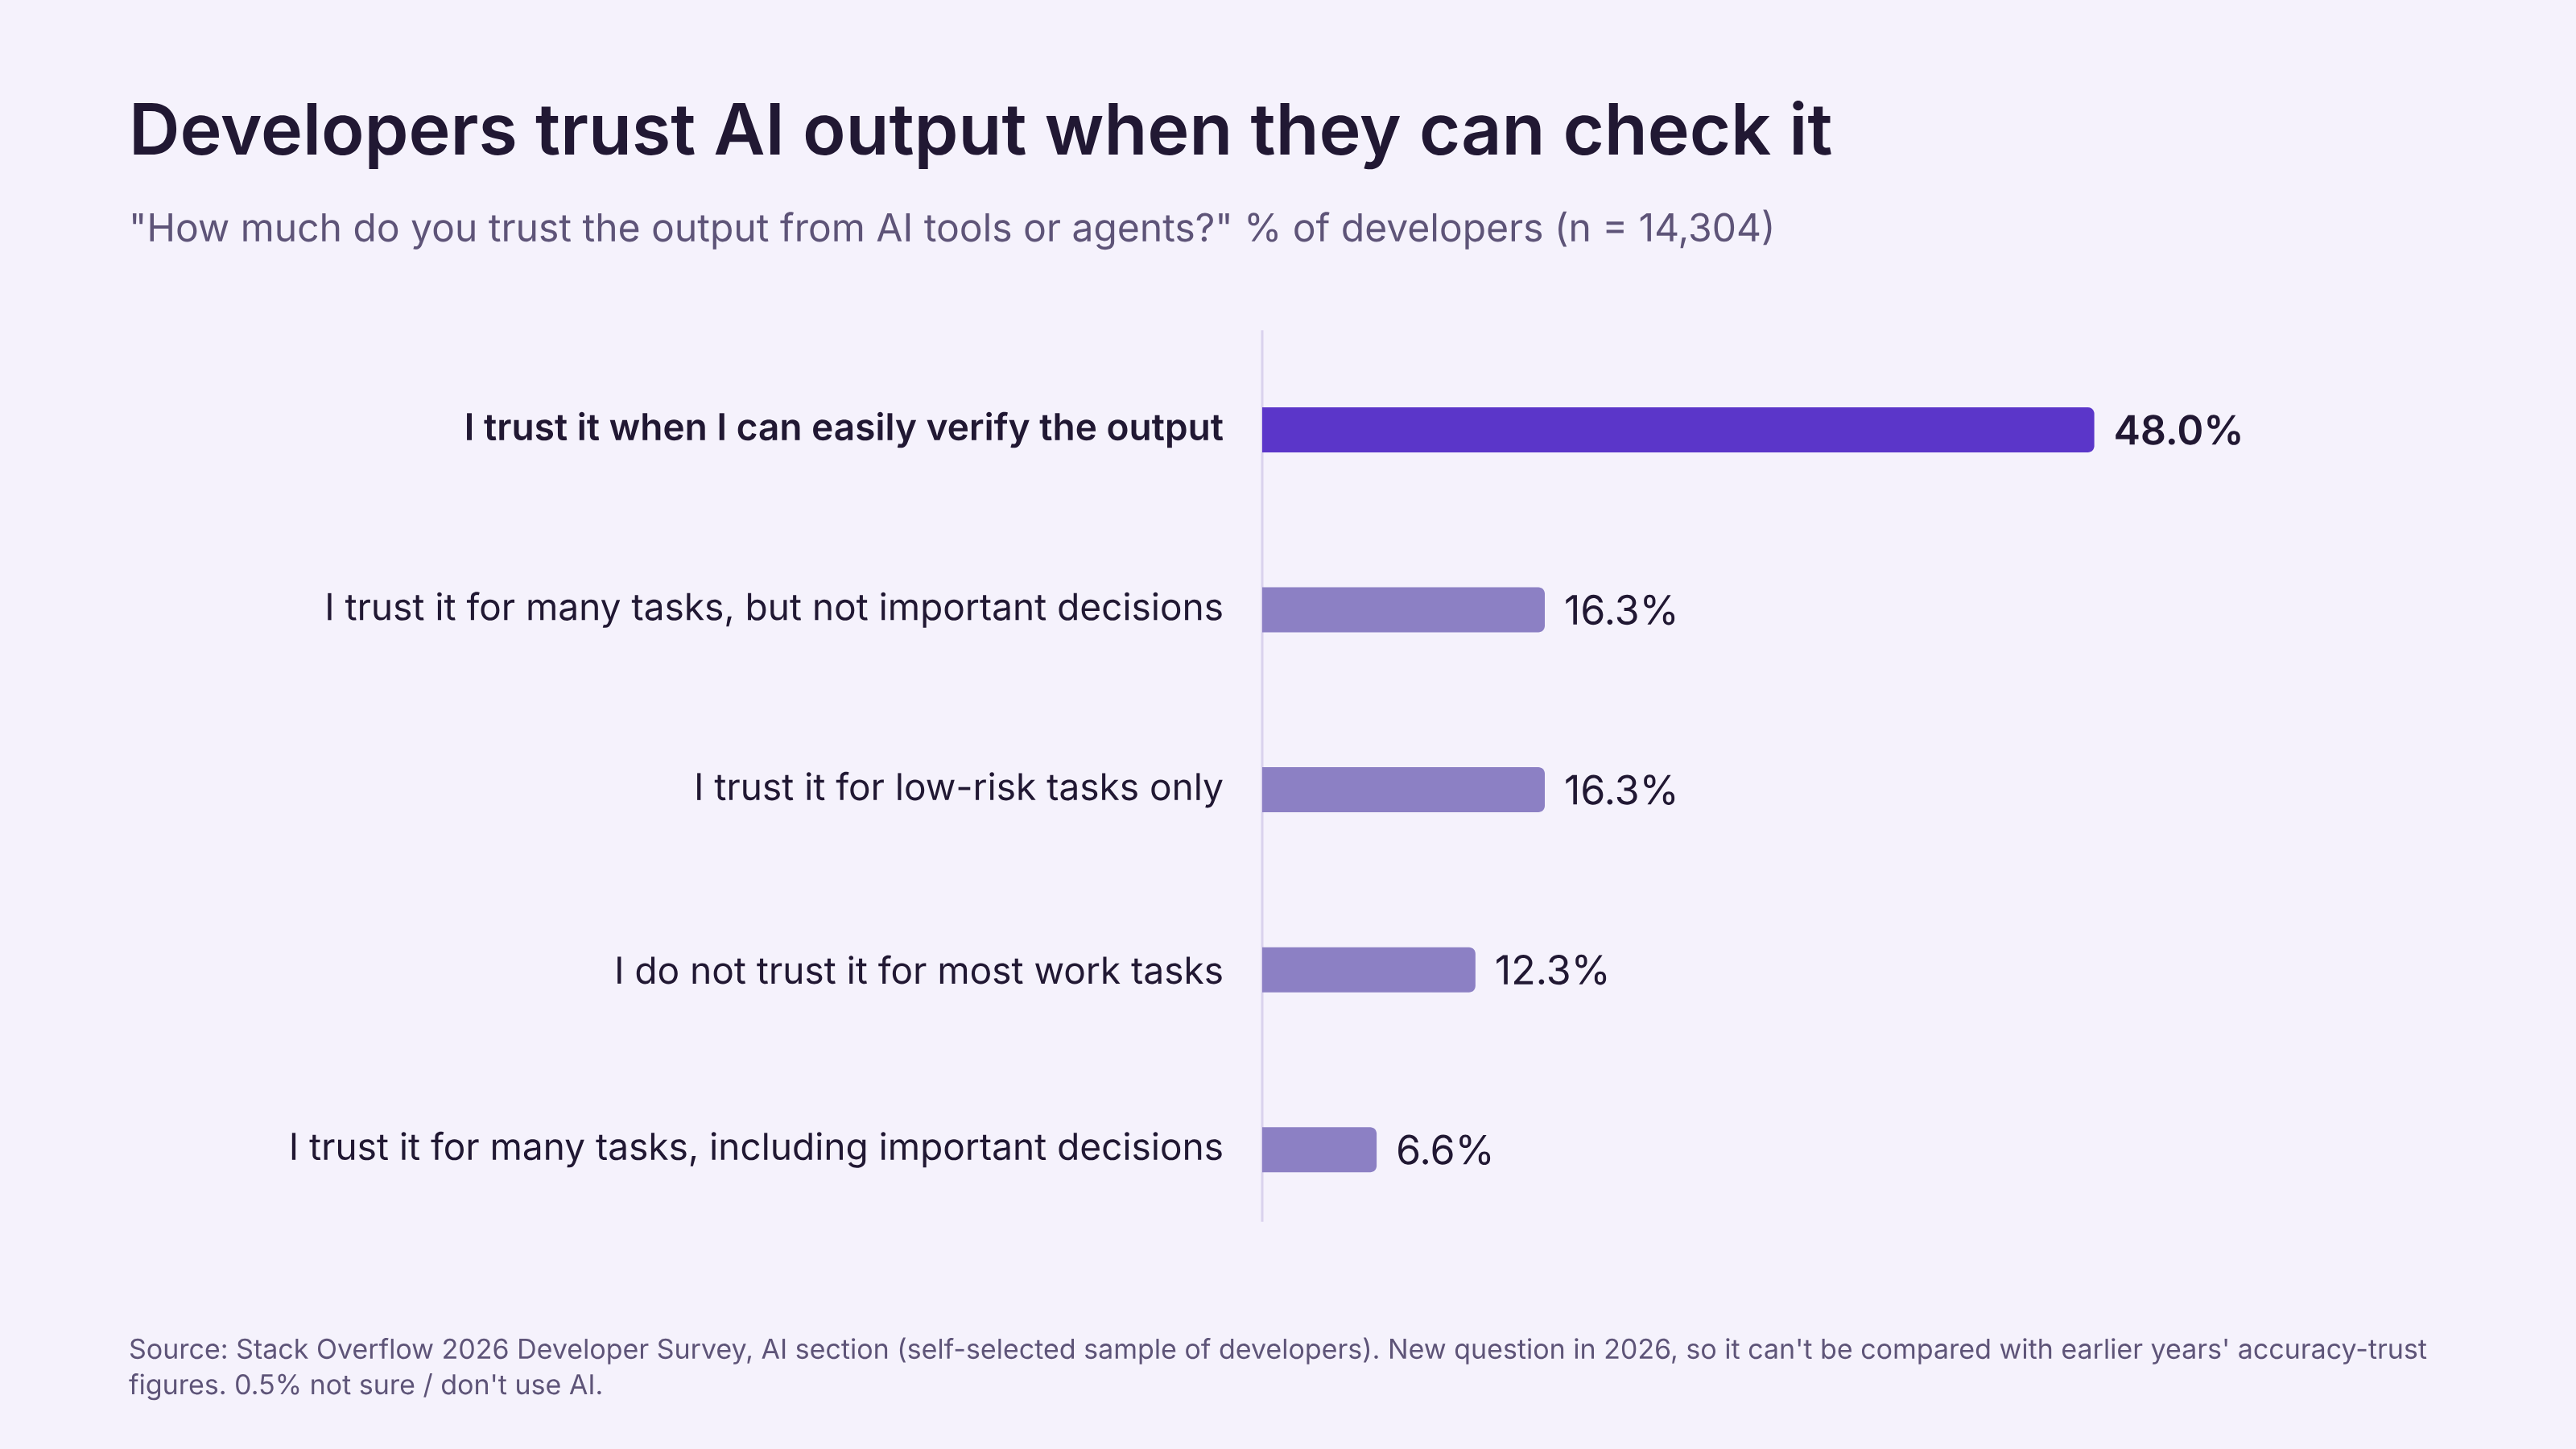 Developers trust AI output when they can check it
"How much do you trust the output from AI tools or agents?" % of developers (n = 14,304)
I trust it when I can easily verify the output 48.0%
I trust it for many tasks, but not important decisions 16.3%
I trust it for low-risk tasks only 16.3%
I do not trust it for most work tasks 12.3%
I trust it for many tasks, including important decisions 6.6%
Source: Stack Overflow 2026 Developer Survey, AI section (self-selected sample of developers). New question in 2026, so it can't be compared with earlier years' accuracy-trust
figures. 0.5% not sure / don't use AI.